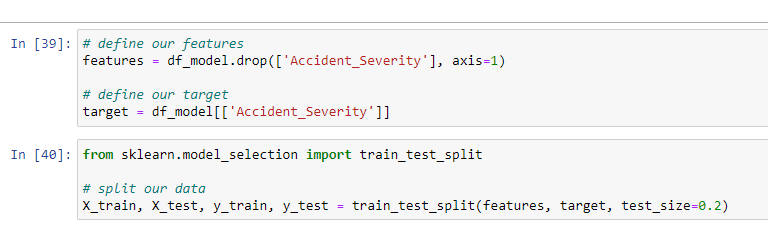 In [39]: # define our features
features = df_model.drop(['Accident_Severity'], axis=1)
# define our target
target = df_model[['Accident_Severity']]
In [40]: from sklearn.model_selection import train_test_split
# split our data
X_train, X_test, y_train, y_test = train_test_split(features, target, test_size=0.2)